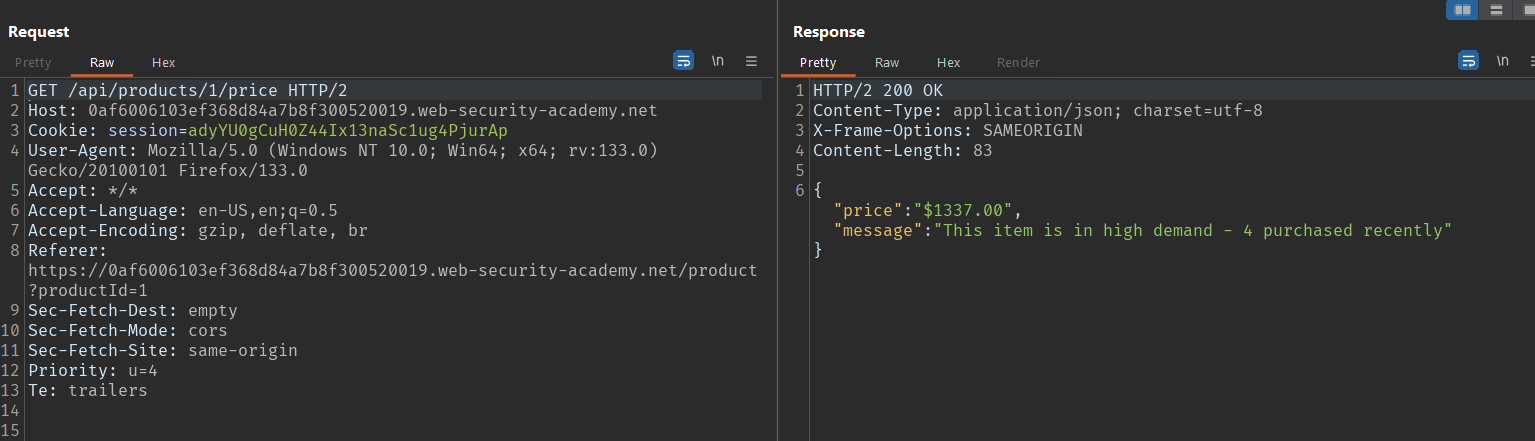 Request
Pretty Raw Hex \n
1 GET /api/products/1/price HTTP/2
2 Host: 0af6006103ef368d84a7b8f300520019.web-security-academy.net
3 Cookie: session=adyYU0gCuH0Z44Ix13naSc1ug4PjurAp
4 User-Agent: Mozilla/5.0 (Windows NT 10.0; Win64; x64; rv:133.0)
Gecko/20100101 Firefox/133.0
5 Accept: */*
6 Accept-Language: en-US,en;q=0.5
7 Accept-Encoding: gzip, deflate, br
8 Referer:
https://0af6006103ef368d84a7b8f300520019.web-security-academy.net/product
?productId=1
9 Sec-Fetch-Dest: empty
10 Sec-Fetch-Mode: cors
11 Sec-Fetch-Site: same-origin
12 Priority: u=4
13 Te: trailers
14
15
Response
Pretty Raw Hex Render \n
1 HTTP/2 200 OK
2 Content-Type: application/json; charset=utf-8
3 X-Frame-Options: SAMEORIGIN
4 Content-Length: 83
5
6 {
"price":"$1337.00",
"message":"This item is in high demand - 4 purchased recently"
}